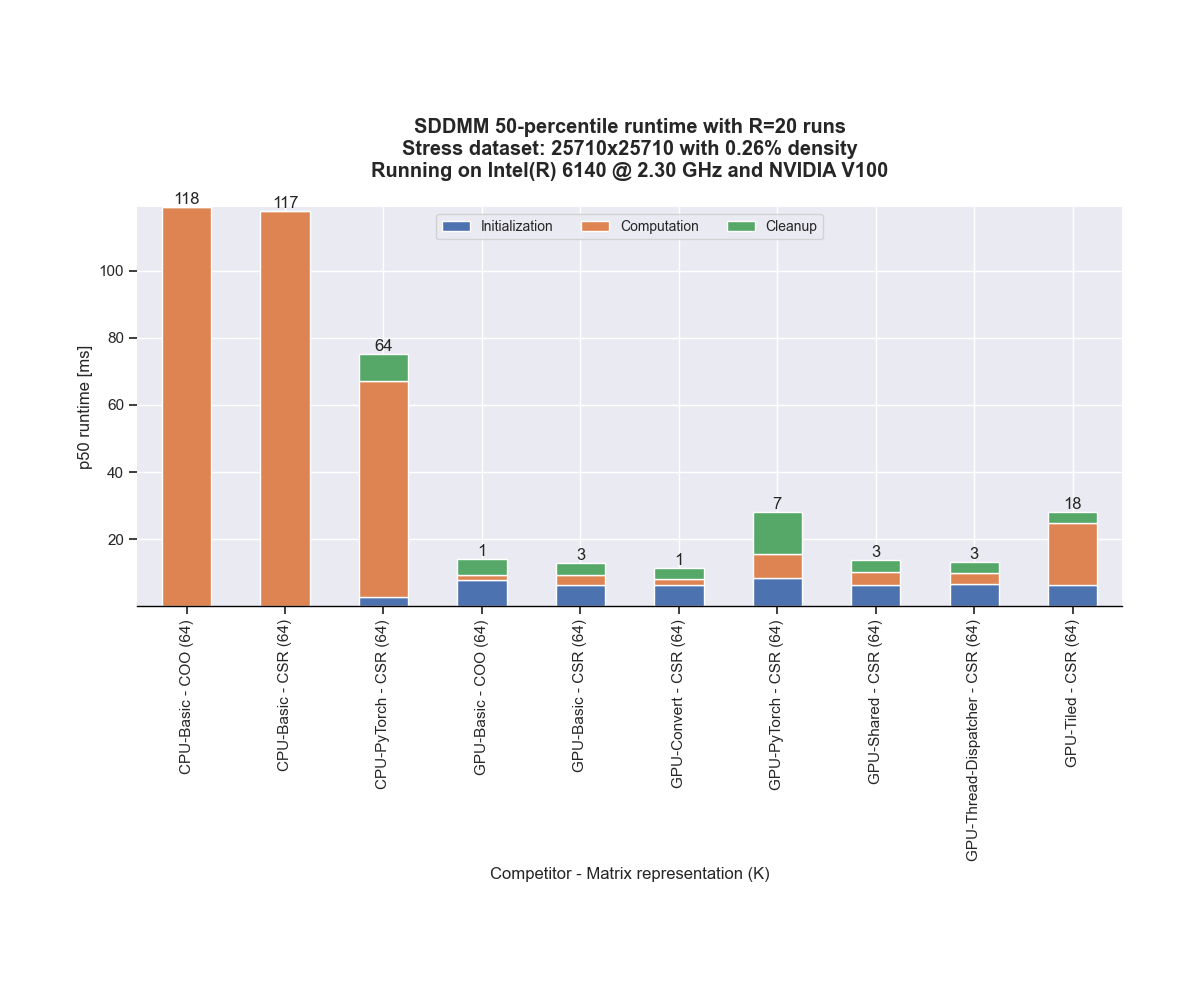 SDDMM 50-percentile runtime with R=20 runs
Stress dataset: 25710x25710 with 0.26% density
Running on Intel(R) 6140 @ 2.30 GHz and NVIDIA V100
Initialization
Computation
Cleanup
118
117
64
1
3
1
7
3
3
18
100
80
60
40
20
p50 runtime [ms]
CPU-Basic - COO (64)
CPU-Basic - CSR (64)
CPU-PyTorch - CSR (64)
GPU-Basic - COO (64)
GPU-Basic - CSR (64)
GPU-Convert - CSR (64)
GPU-PyTorch - CSR (64)
GPU-Shared - CSR (64)
GPU-Thread-Dispatcher - CSR (64)
GPU-Tiled - CSR (64)
Competitor - Matrix representation (K)